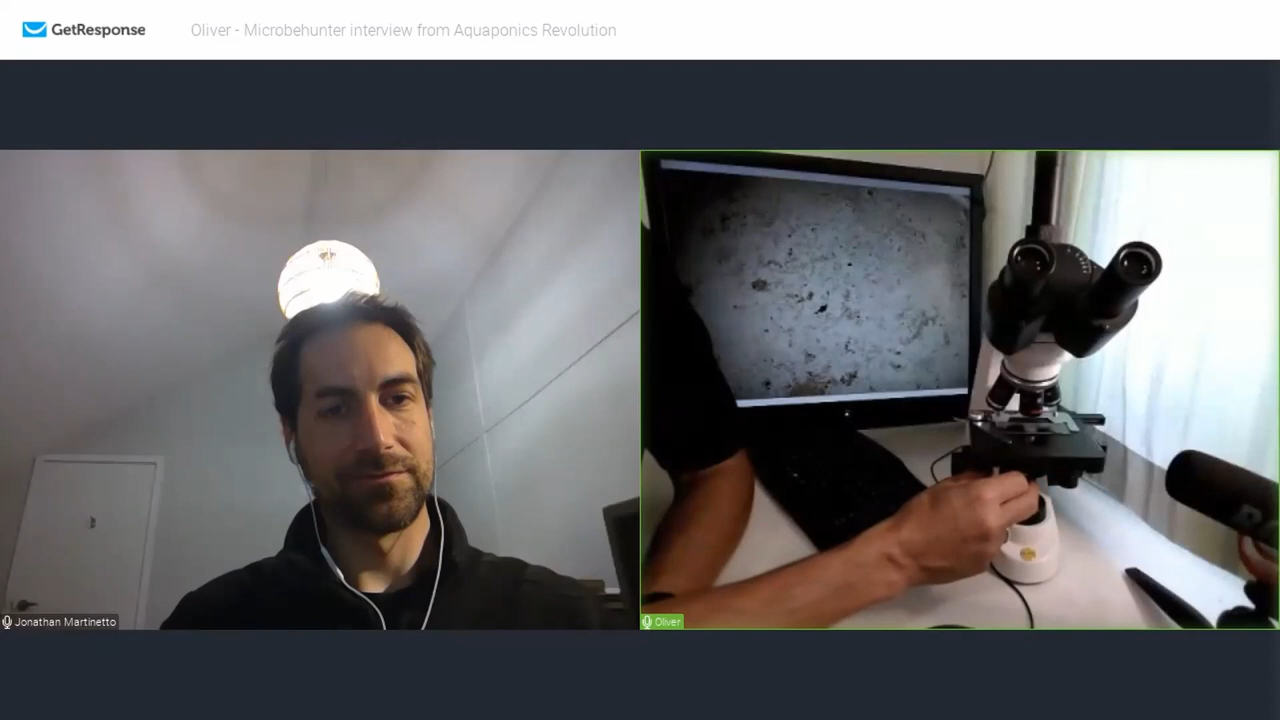 GetResponse
Oliver - Microbehunter interview from Aquaponics Revolution
Jonathan Martinetto
Oliver